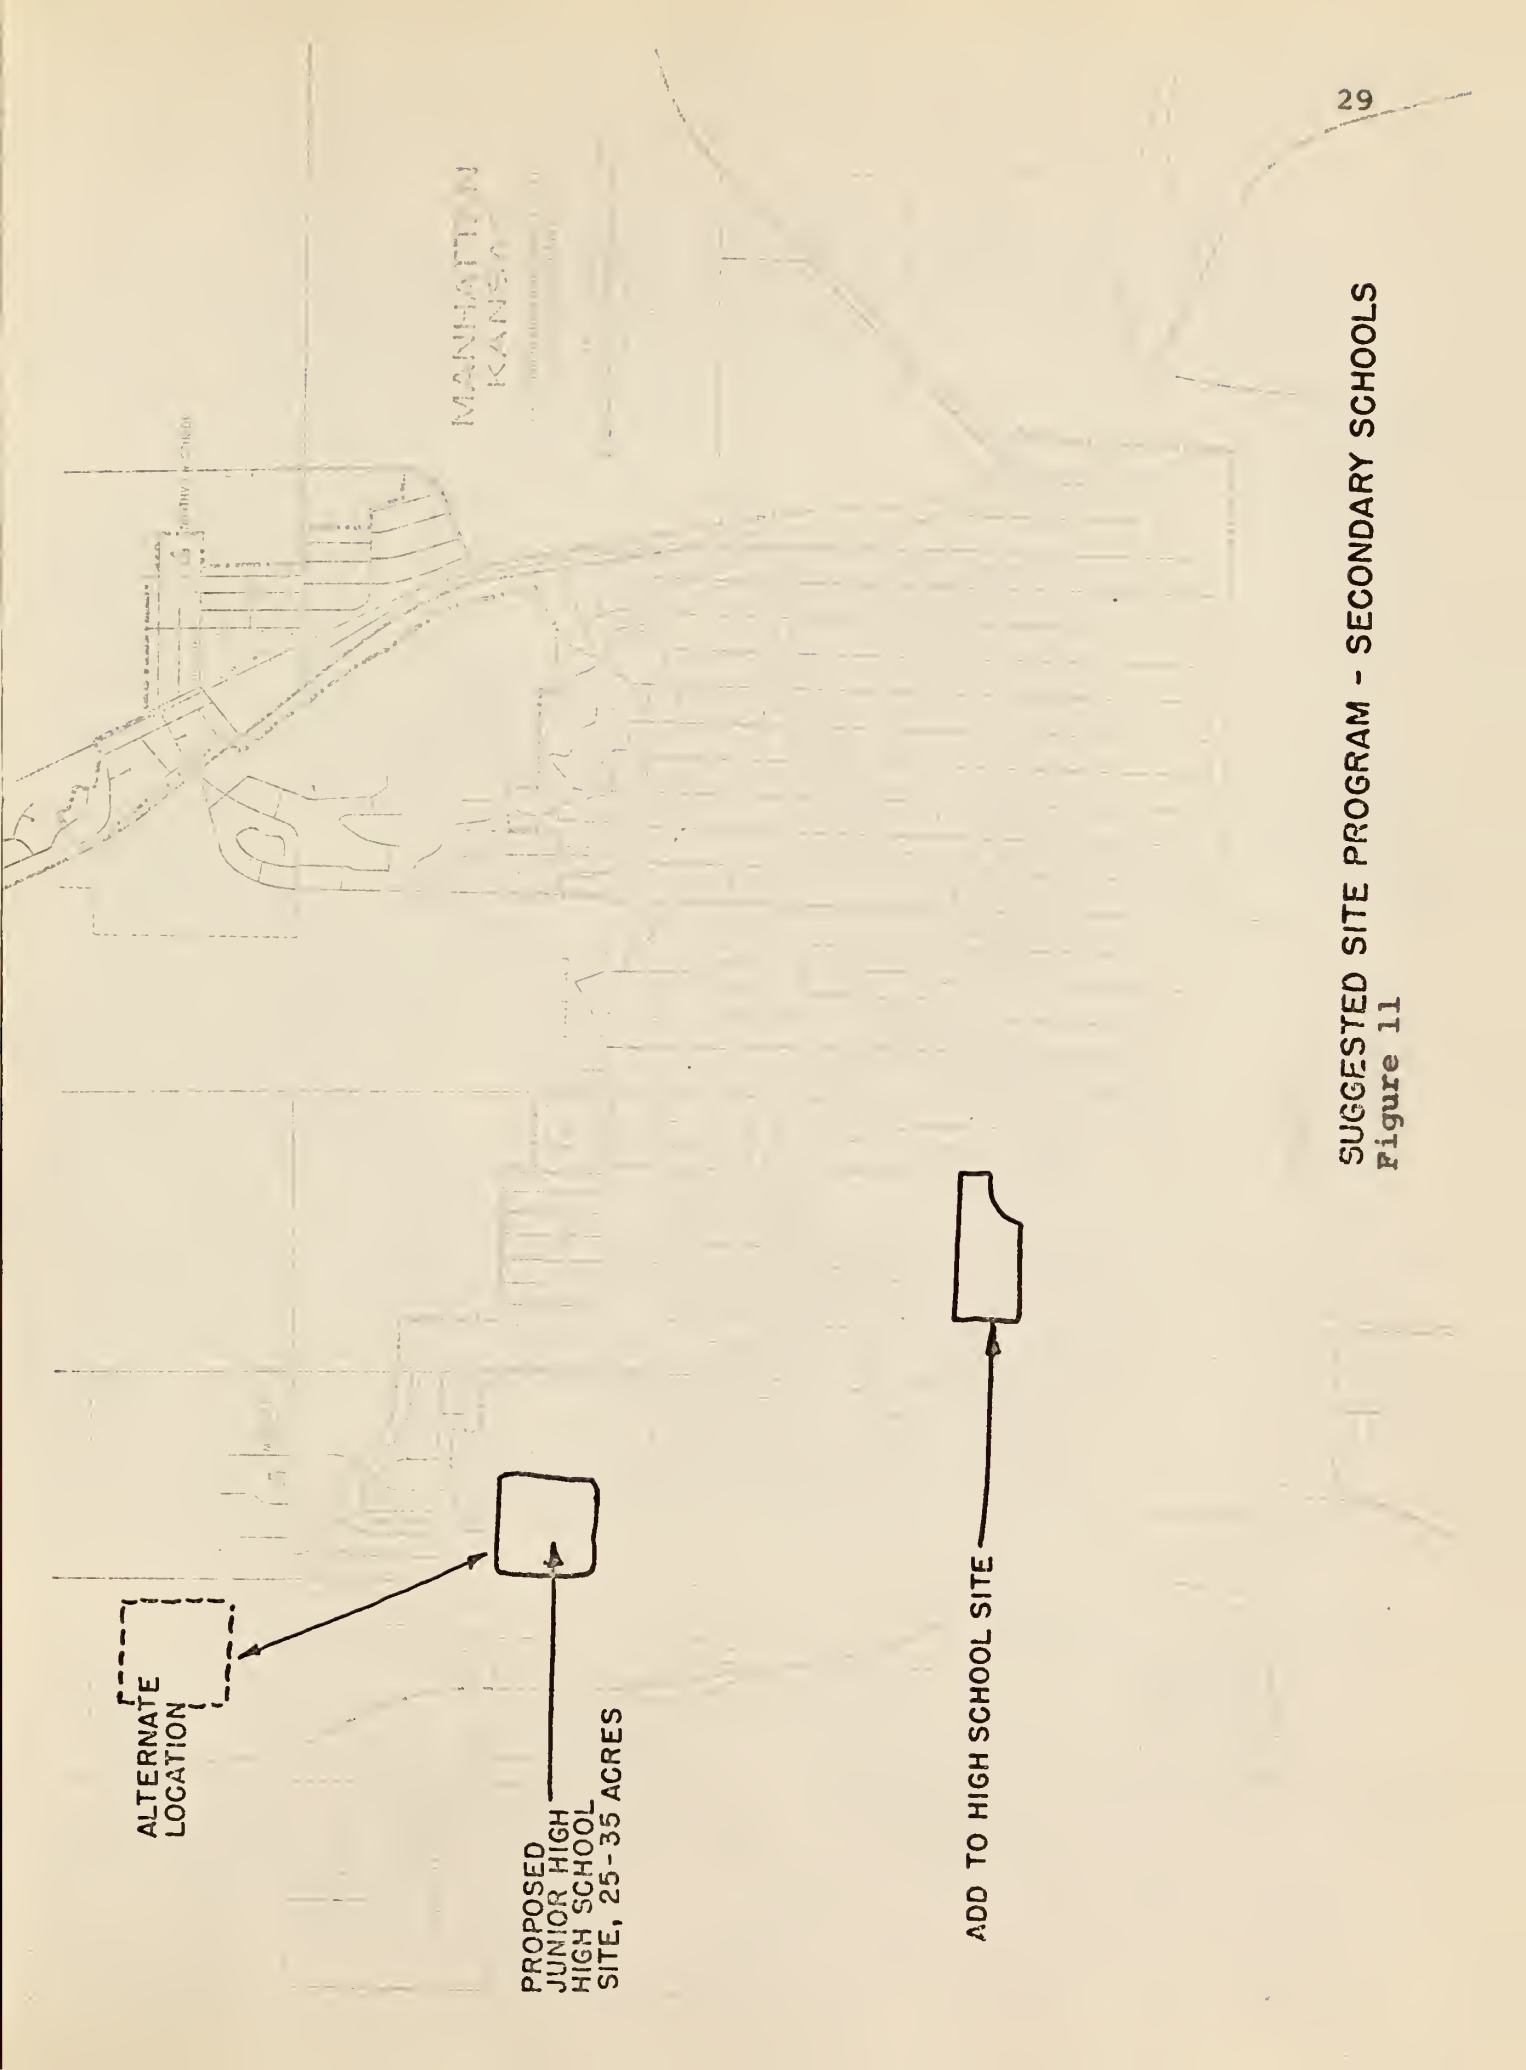 29
MANHATTAN
ALTERNATE
LOCATION
PROPOSED
JUNIOR HIGH
HIGH SCHOOL
SITE, 25-35 ACRES
ADD TO HIGH SCHOOL SITE
SUGGESTED SITE PROGRAM - SECONDARY SCHOOLS
Figure 11